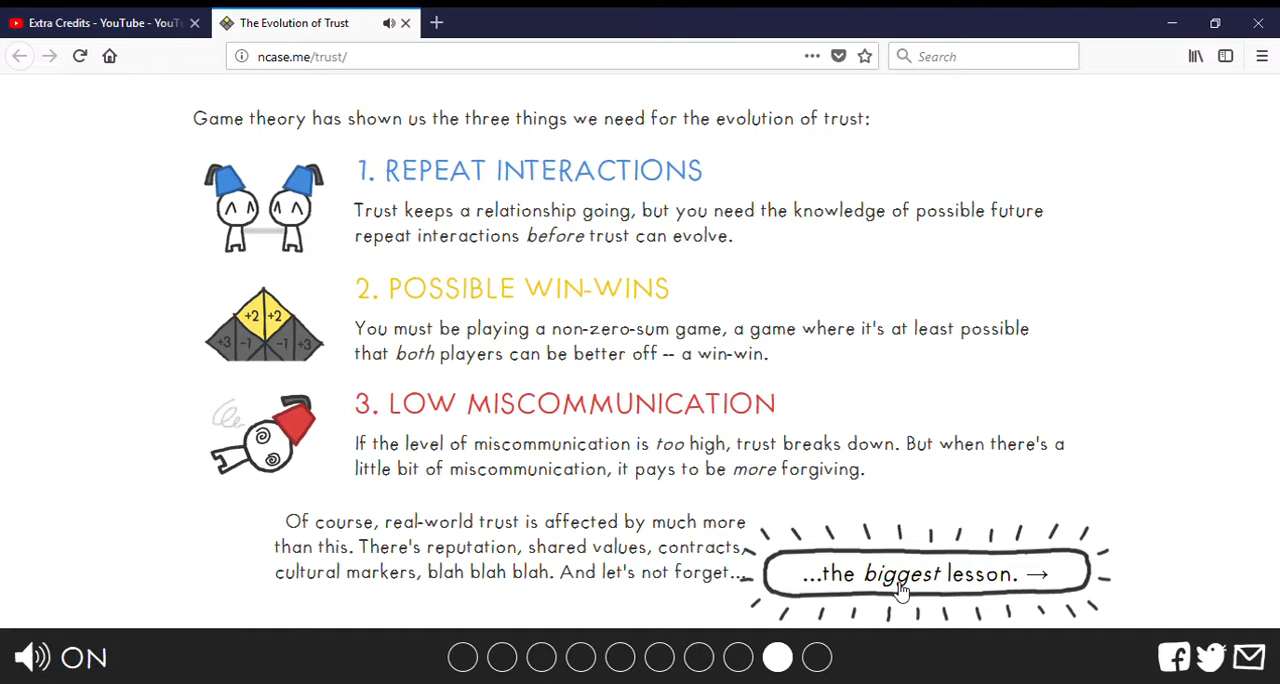 Extra Credits - YouTube - YouTu
The Evolution of Trust
ncase.me/trust/
Search
Game theory has shown us the three things we need for the evolution of trust:
1. REPEAT INTERACTIONS
Trust keeps a relationship going, but you need the knowledge of possible future
repeat interactions before trust can evolve.
2. POSSIBLE WIN-WINS
+2 +2
+3 -1 -1 +3
You must be playing a non-zero-sum game, a game where it's at least possible
that both players can be better off -- a win-win.
3. LOW MISCOMMUNICATION
If the level of miscommunication is too high, trust breaks down. But when there's a
little bit of miscommunication, it pays to be more forgiving.
Of course, real-world trust is affected by much more
than this. There's reputation, shared values, contracts,
cultural markers, blah blah blah. And let's not forget...
...the biggest lesson. →
ON